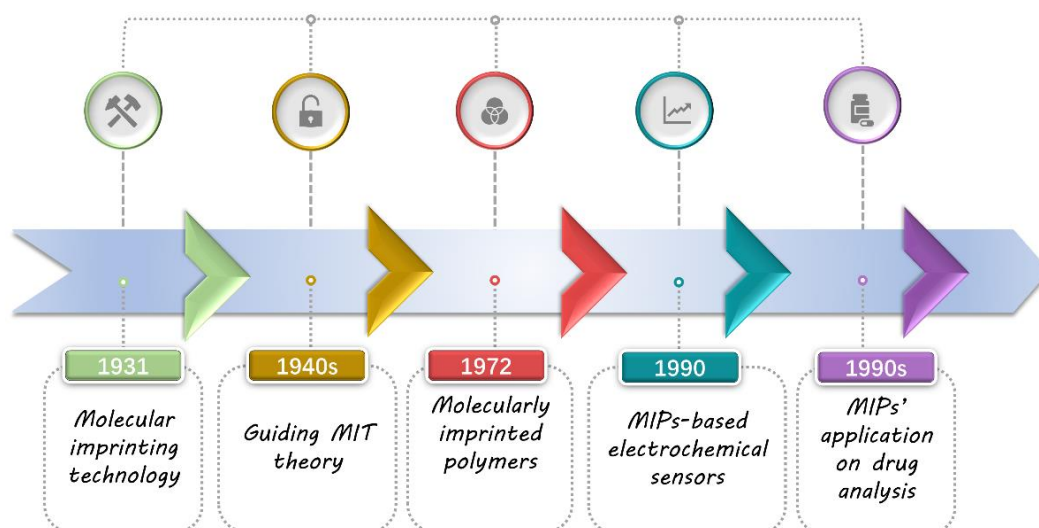 1931
Molecular
imprinting
technology
1940s
Guiding MIT
theory
1972
Molecularly
imprinted
polymers
1990
MIPs-based
electrochemical
sensors
1990s
MIPs'
application
on drug
analysis